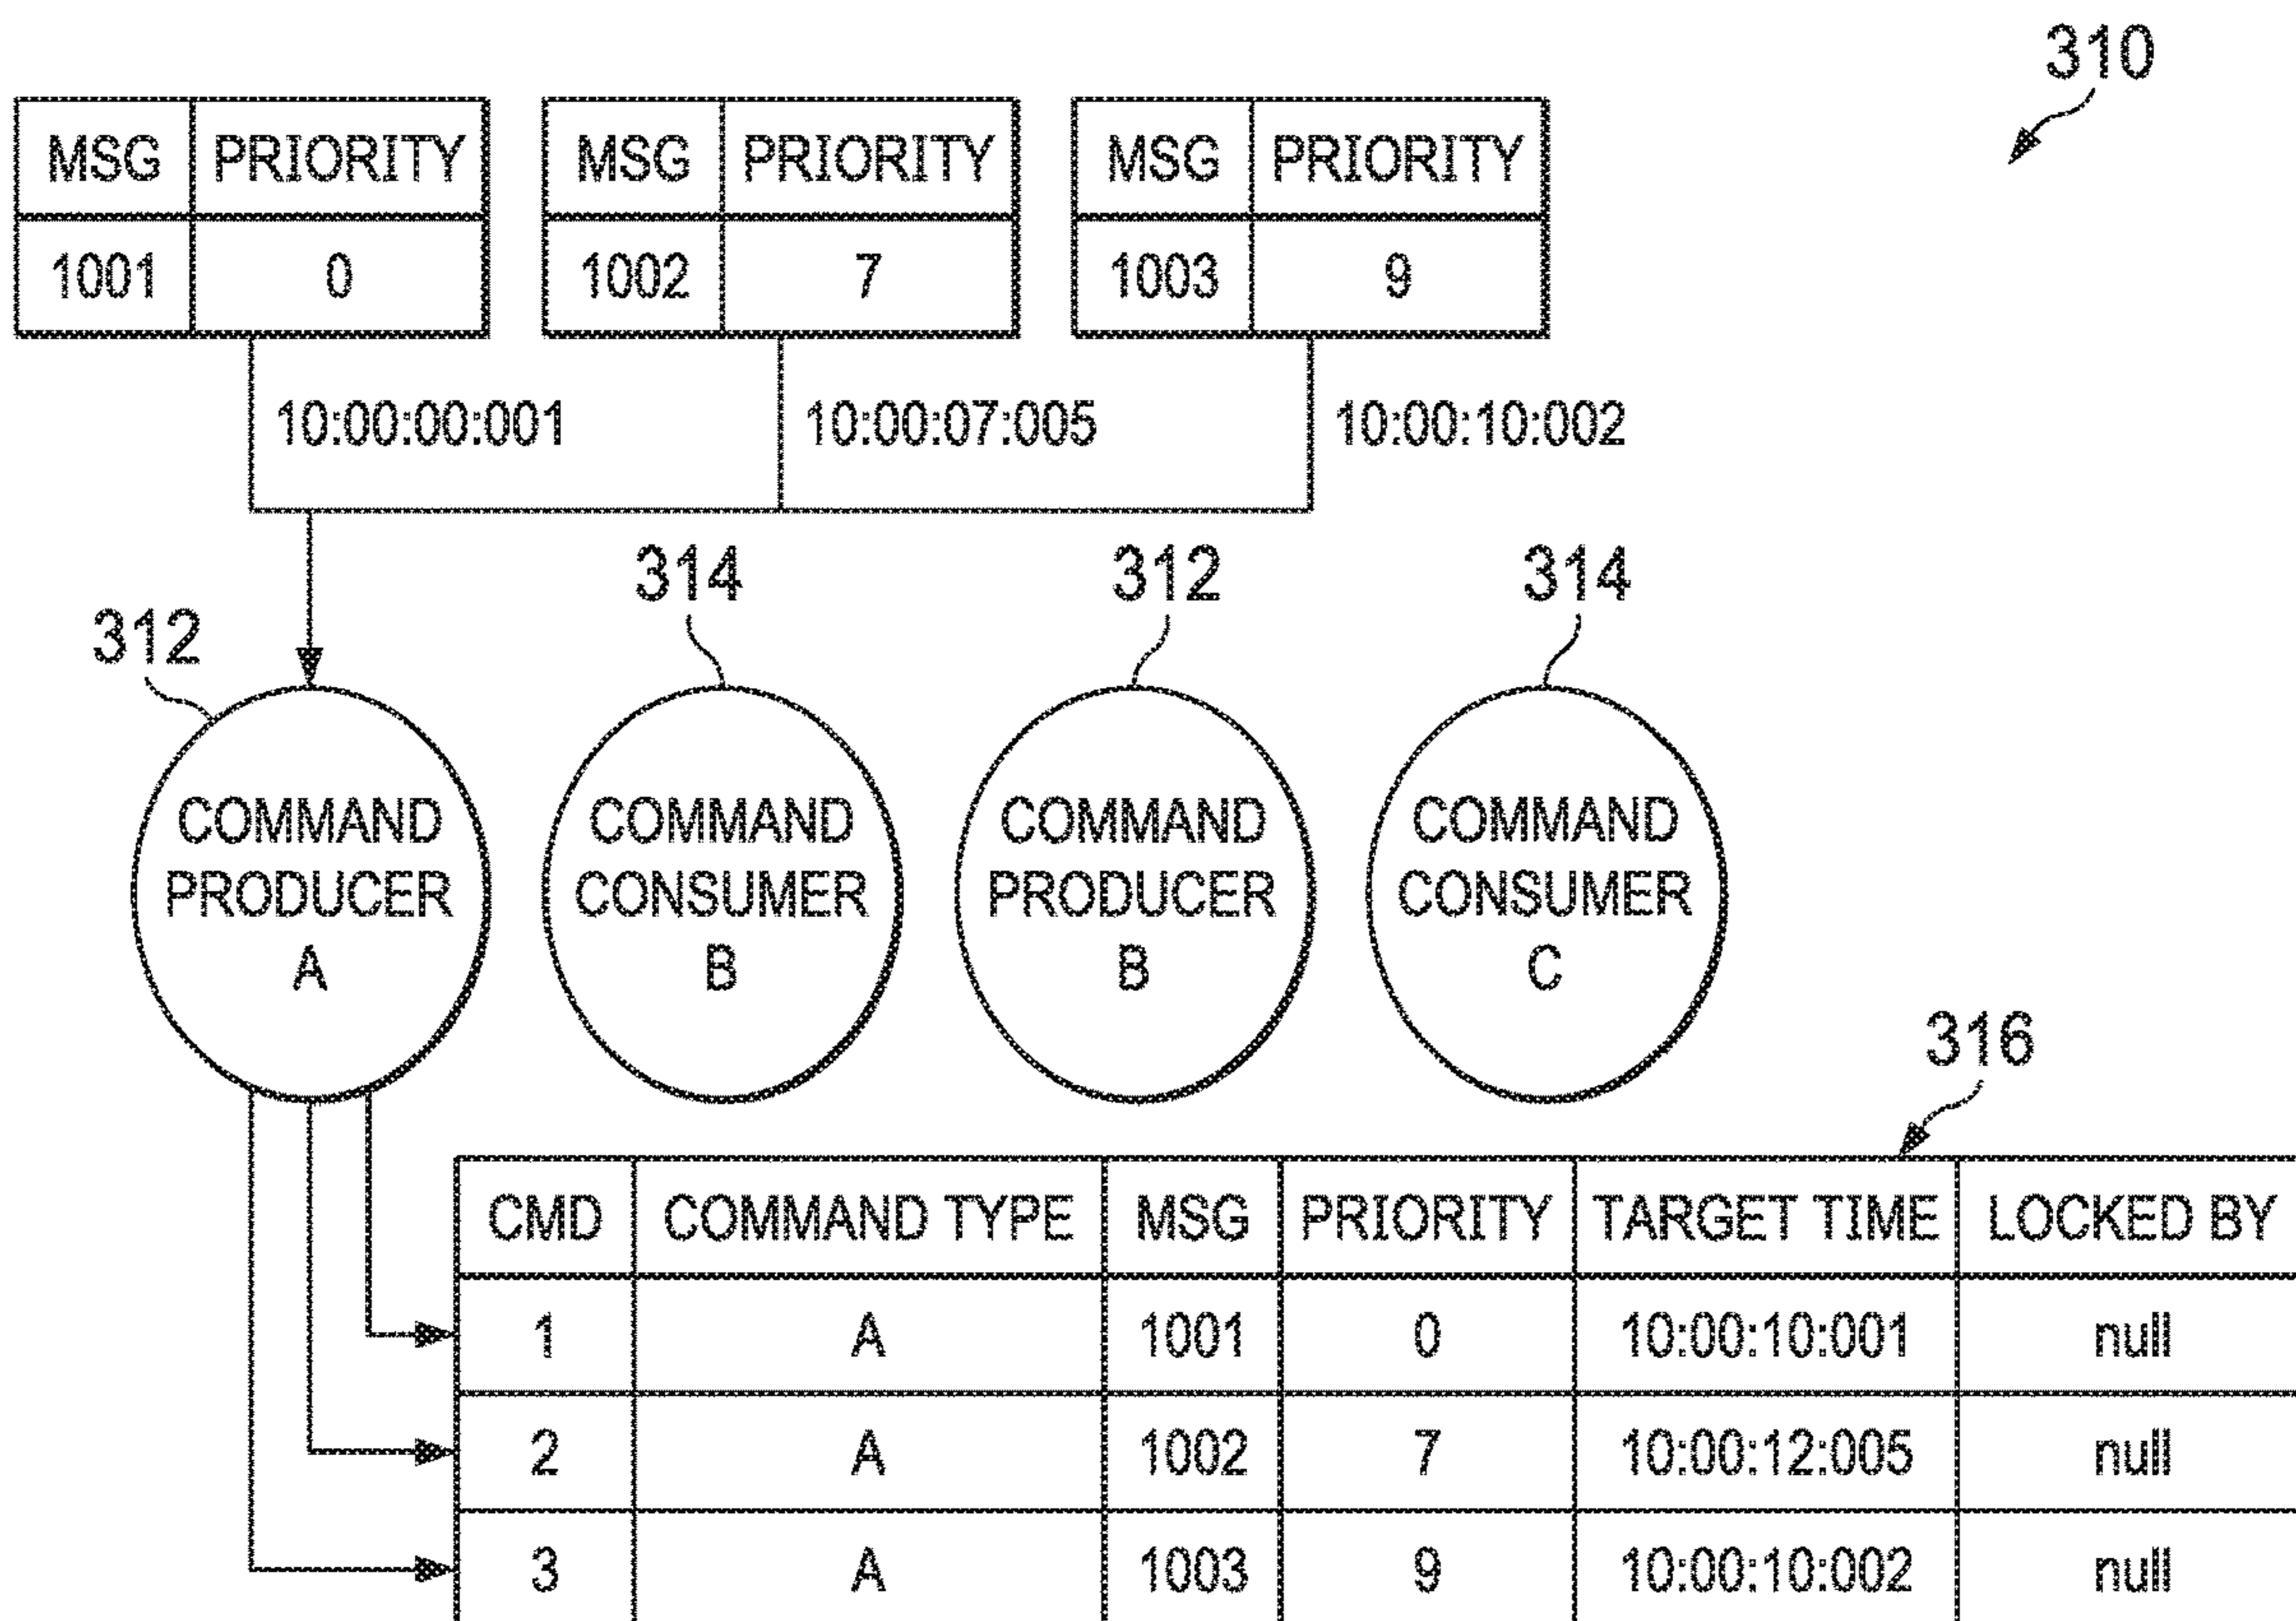 310
MSG PRIORITY MSG PRIORITY MSG PRIORITY
1001 0 1002 7 1003 9
10:00:00:001 10:00:07:005 10:00:10:002
312 314 312 314
COMMAND PRODUCER A
COMMAND CONSUMER B
COMMAND PRODUCER B
COMMAND CONSUMER C
316
CMD COMMAND TYPE MSG PRIORITY TARGET TIME LOCKED BY
1 A 1001 0 10:00:10:001 null
2 A 1002 7 10:00:12:005 null
3 A 1003 9 10:00:10:002 null